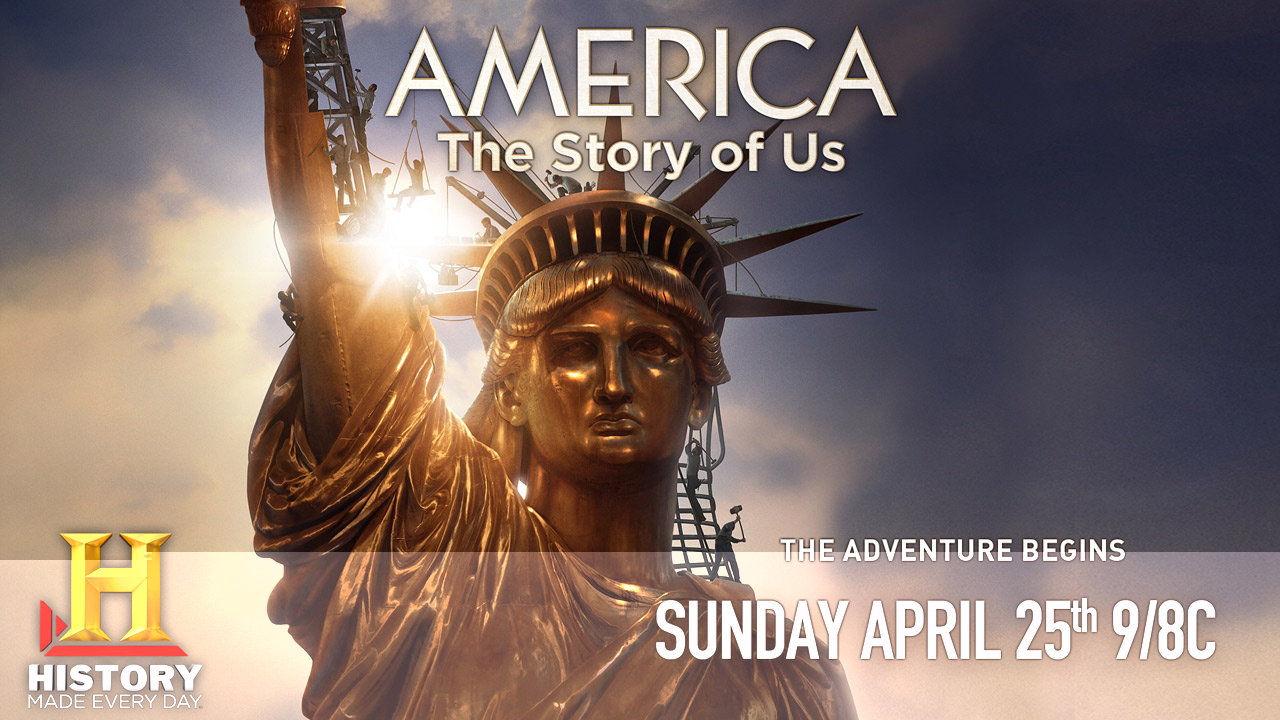 AMERICA
The Story of Us
THE ADVENTURE BEGINS
SUNDAY APRIL 25th 9/8C
H
HISTORY
MADE EVERY DAY